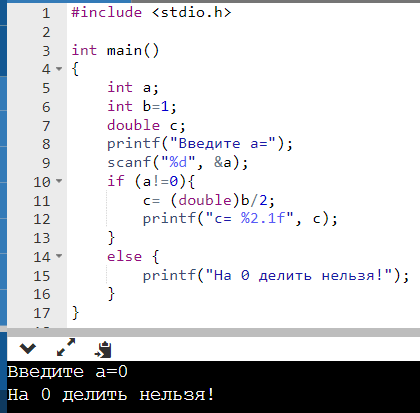 1 #include <stdio.h>
2
3 int main()
4 {
5 int a;
6 int b=1;
7 double c;
8 printf("Введите a=");
9 scanf("%d", &a);
10 if (a!=0){
11 c= (double)b/2;
12 printf("c= %2.1f", c);
13 }
14 else {
15 printf("На 0 делить нельзя!");
16 }
17 }
Введите a=0
На 0 делить нельзя!